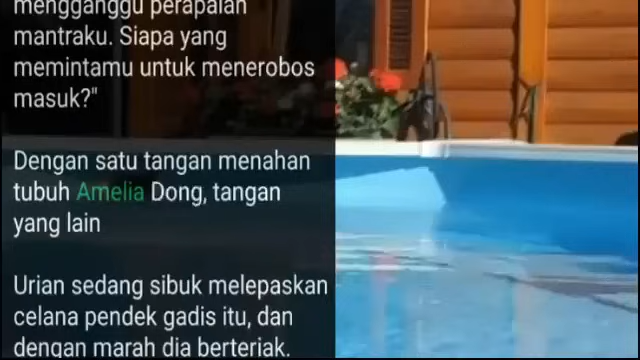 mengganggu perapalan
mantraku. Siapa yang
memintamu untuk menerobos
masuk?"
Dengan satu tangan menahan
tubuh Amelia Dong, tangan
yang lain
Urian sedang sibuk melepaskan
celana pendek gadis itu, dan
dengan marah dia berteriak.